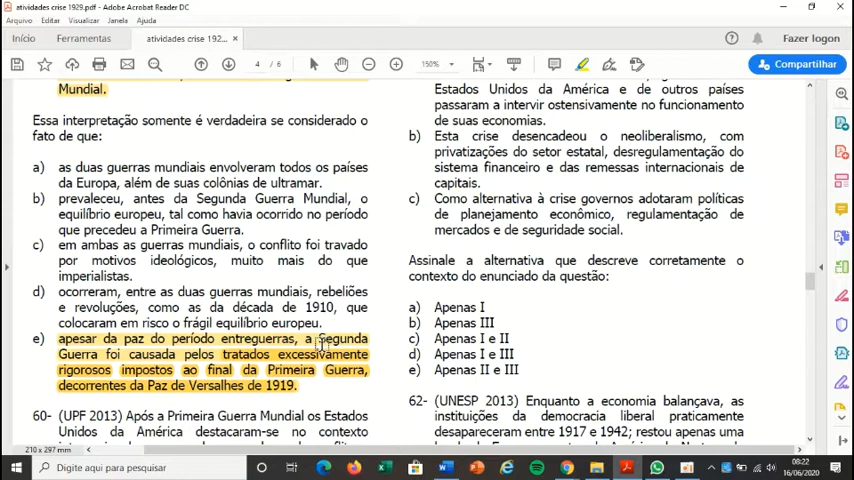 atividades crise 1929.pdf - Adobe Acrobat Reader DC
Arquivo Editar Visualizar Janela Ajuda
Início Ferramentas atividades crise 192... × Fazer logon
4 / 6 150% Compartilhar
Mundial.
Essa interpretação somente é verdadeira se considerado o
fato de que:
a) as duas guerras mundiais envolveram todos os países
da Europa, além de suas colônias de ultramar.
b) prevaleceu, antes da Segunda Guerra Mundial, o
equilíbrio europeu, tal como havia ocorrido no período
que precedeu a Primeira Guerra.
c) em ambas as guerras mundiais, o conflito foi travado
por motivos ideológicos, muito mais do que
imperialistas.
d) ocorreram, entre as duas guerras mundiais, rebeliões
e revoluções, como as da década de 1910, que
colocaram em risco o frágil equilíbrio europeu.
e) apesar da paz do período entreguerras, a Segunda
Guerra foi causada pelos tratados excessivamente
rigorosos impostos ao final da Primeira Guerra,
decorrentes da Paz de Versalhes de 1919.
60- (UPF 2013) Após a Primeira Guerra Mundial os Estados
Unidos da América destacaram-se no contexto
Estados Unidos da América e de outros países
passaram a intervir ostensivamente no funcionamento
de suas economias.
b) Esta crise desencadeou o neoliberalismo, com
privatizações do setor estatal, desregulamentação do
sistema financeiro e das remessas internacionais de
capitais.
c) Como alternativa à crise governos adotaram políticas
de planejamento econômico, regulamentação de
mercados e de seguridade social.
Assinale a alternativa que descreve corretamente o
contexto do enunciado da questão:
a) Apenas I
b) Apenas III
c) Apenas I e II
d) Apenas I e III
e) Apenas II e III
62- (UNESP 2013) Enquanto a economia balançava, as
instituições da democracia liberal praticamente
desapareceram entre 1917 e 1942; restou apenas uma
210 x 297 mm
Digite aqui para pesquisar
08:22
16/06/2020